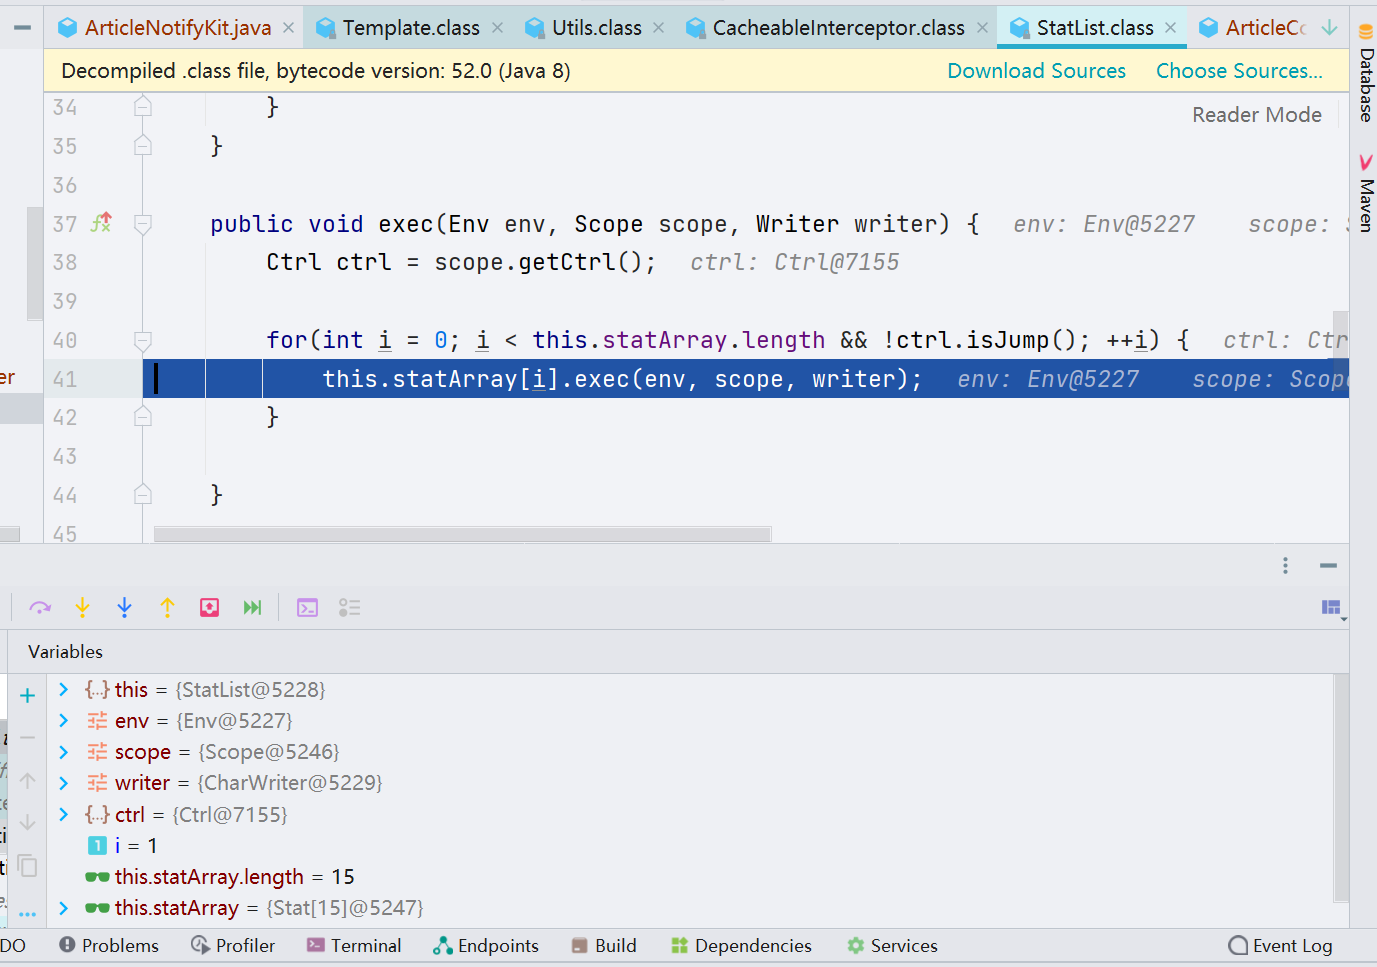 ArticleNotifyKit.java Template.class Utils.class CacheableInterceptor.class StatList.class ArticleCo
Decompiled .class file, bytecode version: 52.0 (Java 8) Download Sources Choose Sources...
Reader Mode
34 }
35 }
36
37 public void exec(Env env, Scope scope, Writer writer) { env: Env@5227 scope: S
38 Ctrl ctrl = scope.getCtrl(); ctrl: Ctrl@7155
39
40 for(int i = 0; i < this.statArray.length && !ctrl.isJump(); ++i) { ctrl: Ctr
er
41 this.statArray[i].exec(env, scope, writer); env: Env@5227 scope: Scope
42 }
43
44 }
45
Database
Maven
Variables
this = {StatList@5228}
env = {Env@5227}
scope = {Scope@5246}
writer = {CharWriter@5229}
ctrl = {Ctrl@7155}
i = 1
this.statArray.length = 15
this.statArray = {Stat[15]@5247}
DO Problems Profiler Terminal Endpoints Build Dependencies Services Event Log